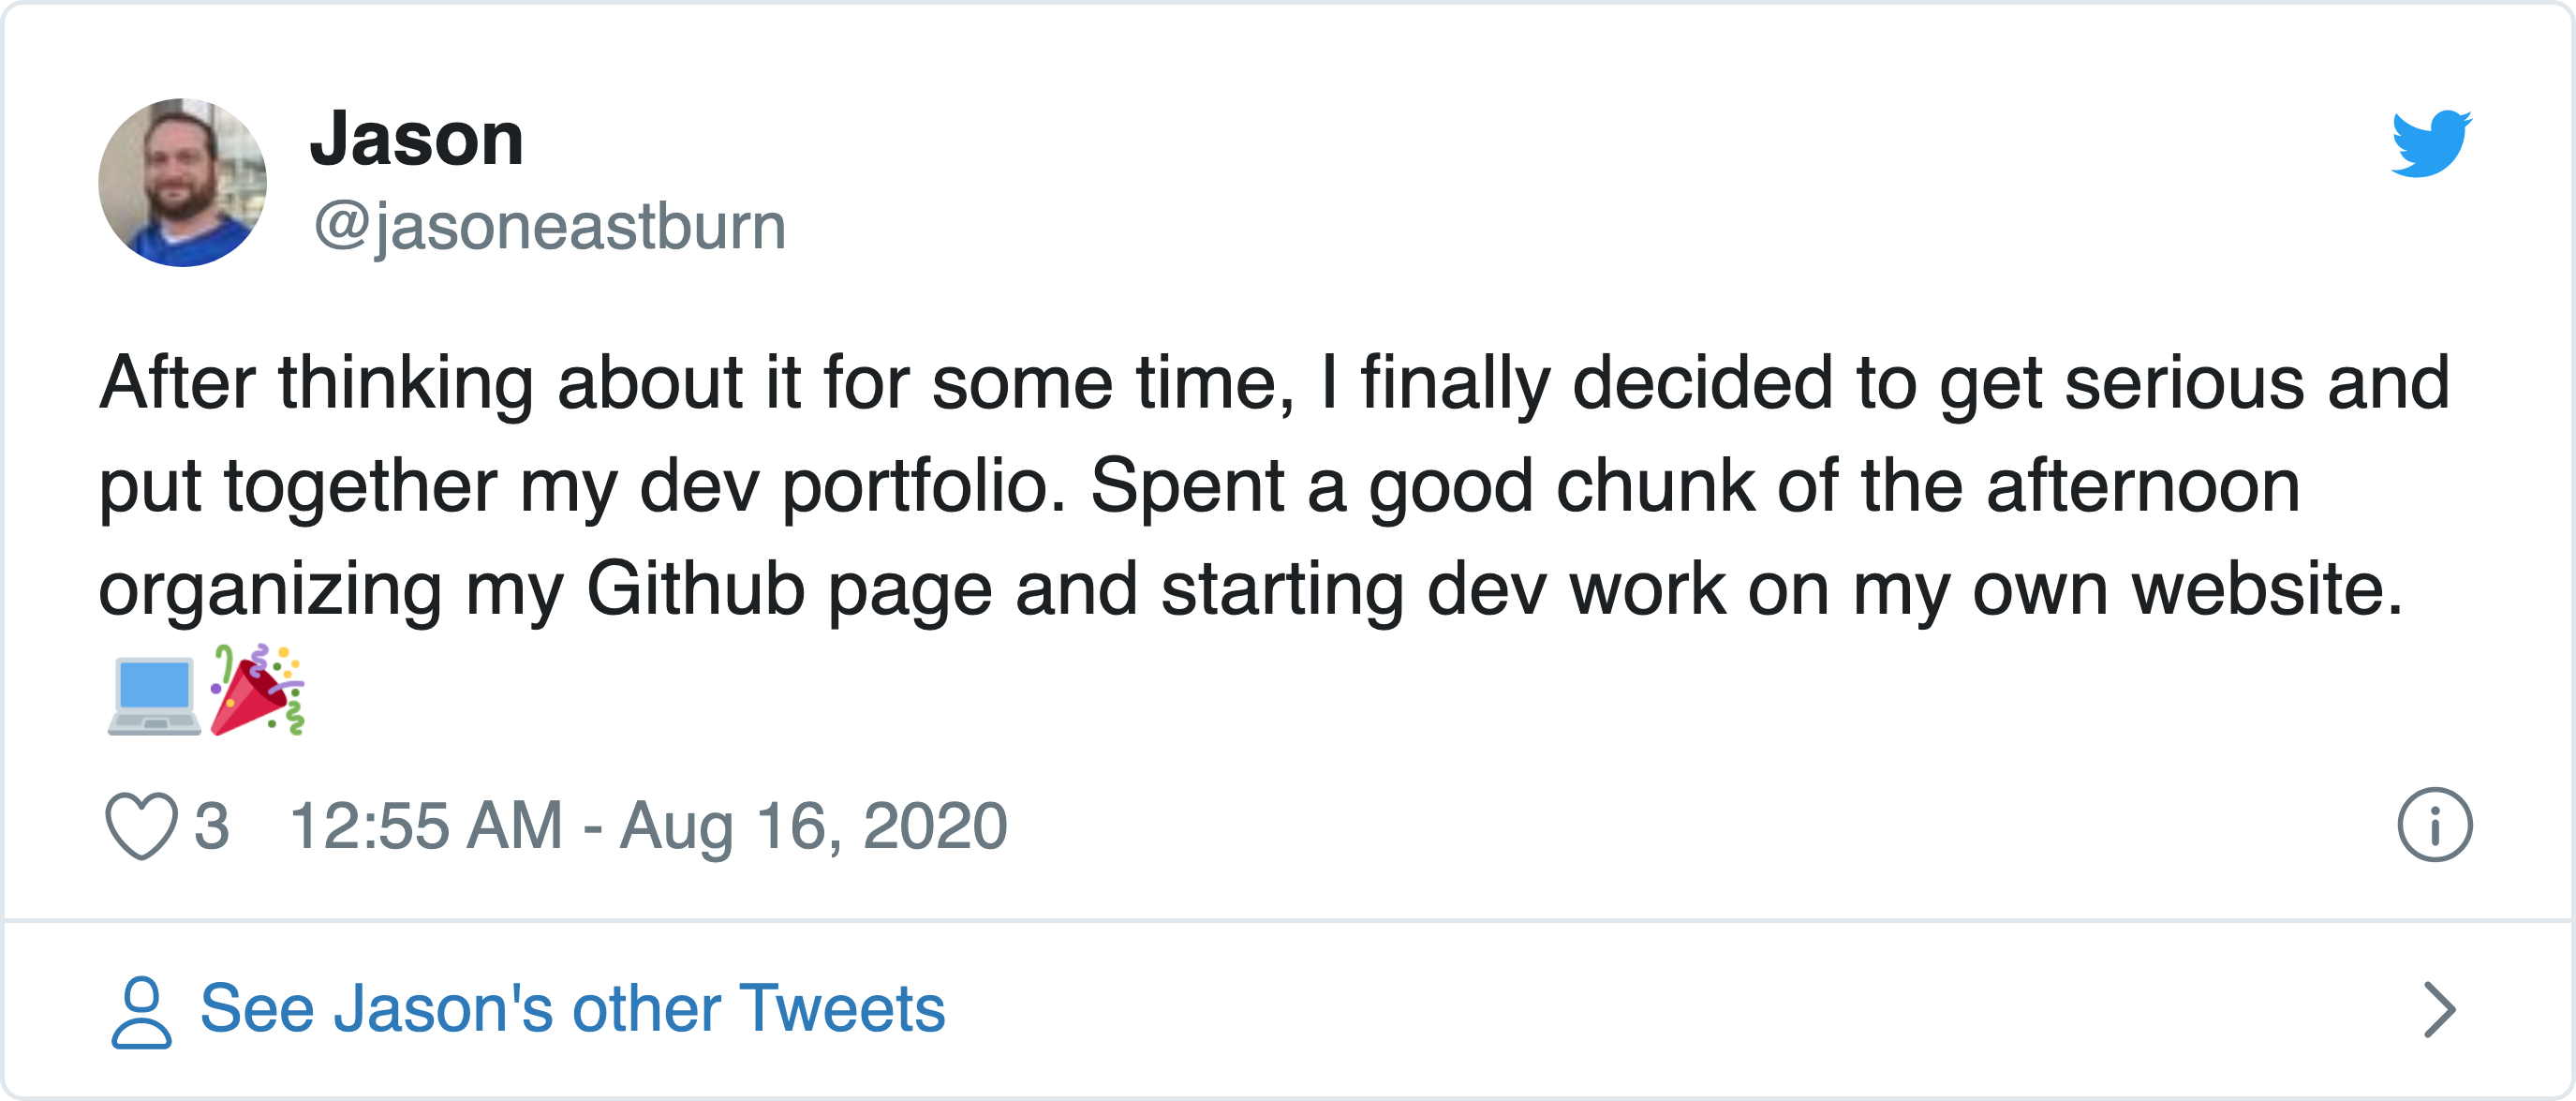 Jason
@jasoneastburn
After thinking about it for some time, I finally decided to get serious and
put together my dev portfolio. Spent a good chunk of the afternoon
organizing my Github page and starting dev work on my own website.
💻🎉
3 12:55 AM - Aug 16, 2020
See Jason's other Tweets